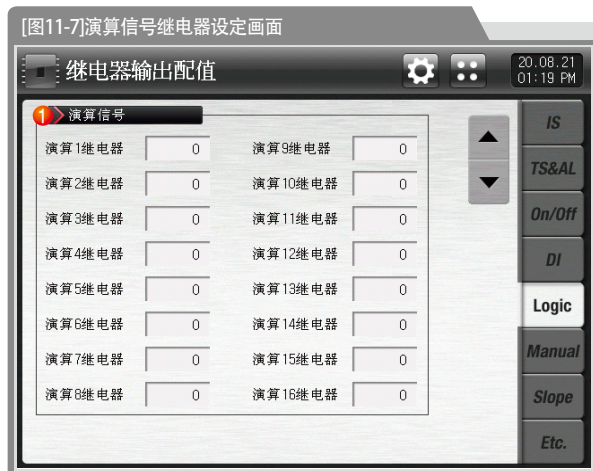 [图11-7]演算信号继电器设定画面
继电器输出配值
20.08.21
01:19 PM
1 演算信号
演算1继电器 0 演算9继电器 0
演算2继电器 0 演算10继电器 0
演算3继电器 0 演算11继电器 0
演算4继电器 0 演算12继电器 0
演算5继电器 0 演算13继电器 0
演算6继电器 0 演算14继电器 0
演算7继电器 0 演算15继电器 0
演算8继电器 0 演算16继电器 0
IS
TS&AL
On/Off
DI
Logic
Manual
Slope
Etc.